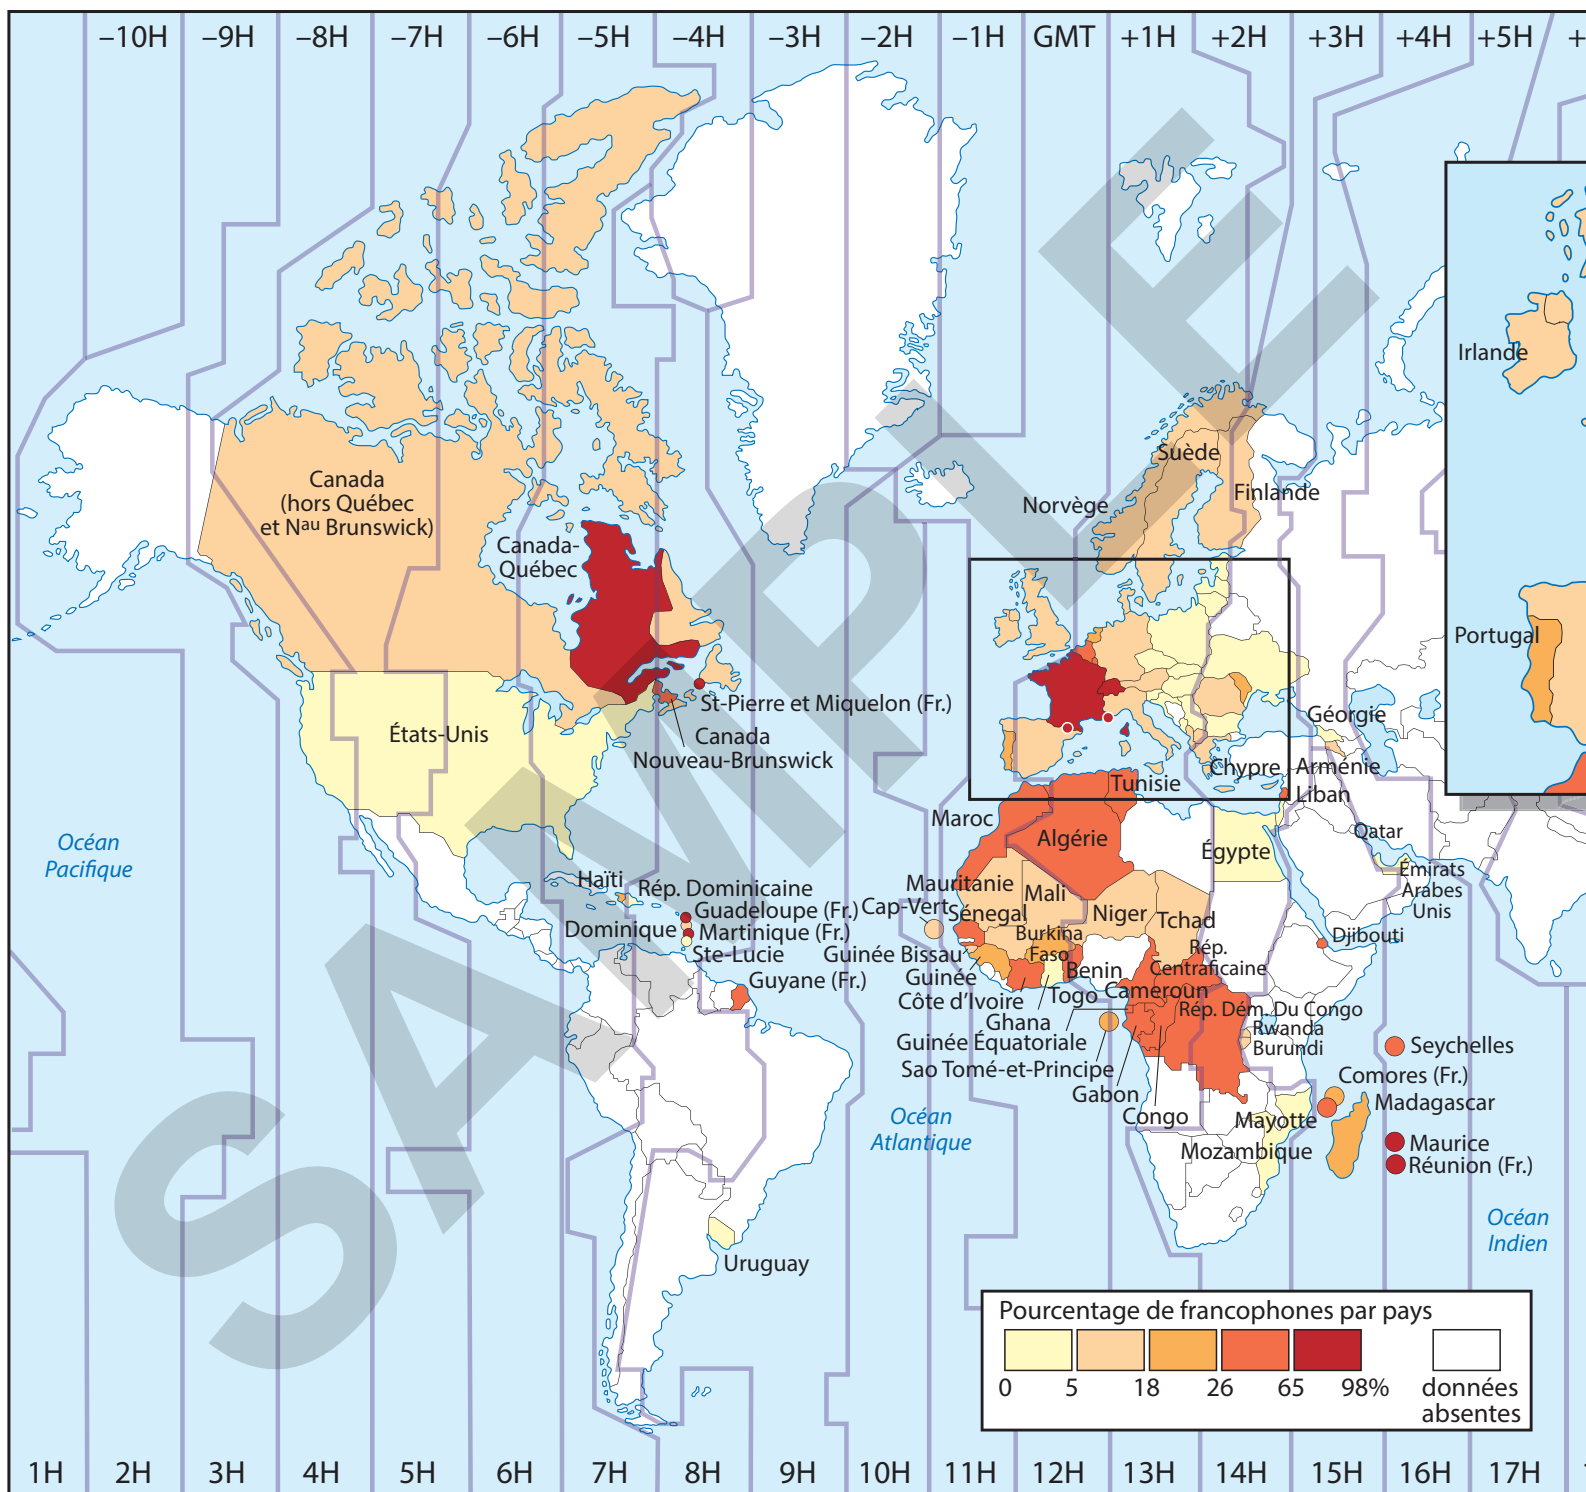 –10H –9H –8H –7H –6H –5H –4H –3H –2H –1H GMT +1H +2H +3H +4H +5H +
Irlande
Suède
Finlande
Norvège
Canada
(hors Québec
et Nau Brunswick)
Canada-
Québec
Portugal
St-Pierre et Miquelon (Fr.)
Canada
Nouveau-Brunswick
États-Unis
Géorgie
Chypre
Arménie
Tunisie
Liban
Maroc
Algérie
Qatar
Égypte
Émirats
Arabes
Unis
Océan
Pacifique
Haïti
Rép. Dominicaine
Guadeloupe (Fr.)
Dominique
Martinique (Fr.)
Ste-Lucie
Guyane (Fr.)
Mauritanie
Mali
Cap-Vert
Sénégal
Niger
Tchad
Burkina
Faso
Djibouti
Guinée Bissau
Guinée
Benin
Rép.
Centraficaine
Côte d'Ivoire
Togo
Cameroun
Ghana
Rép. Dém. Du Congo
Guinée Équatoriale
Rwanda
Burundi
Sao Tomé-et-Principe
Gabon
Congo
Seychelles
Comores (Fr.)
Madagascar
Mayotte
Maurice
Mozambique
Réunion (Fr.)
Océan
Atlantique
Océan
Indien
Uruguay
SAMPLE
Pourcentage de francophones par pays
0 5 18 26 65 98%
données
absentes
1H 2H 3H 4H 5H 6H 7H 8H 9H 10H 11H 12H 13H 14H 15H 16H 17H